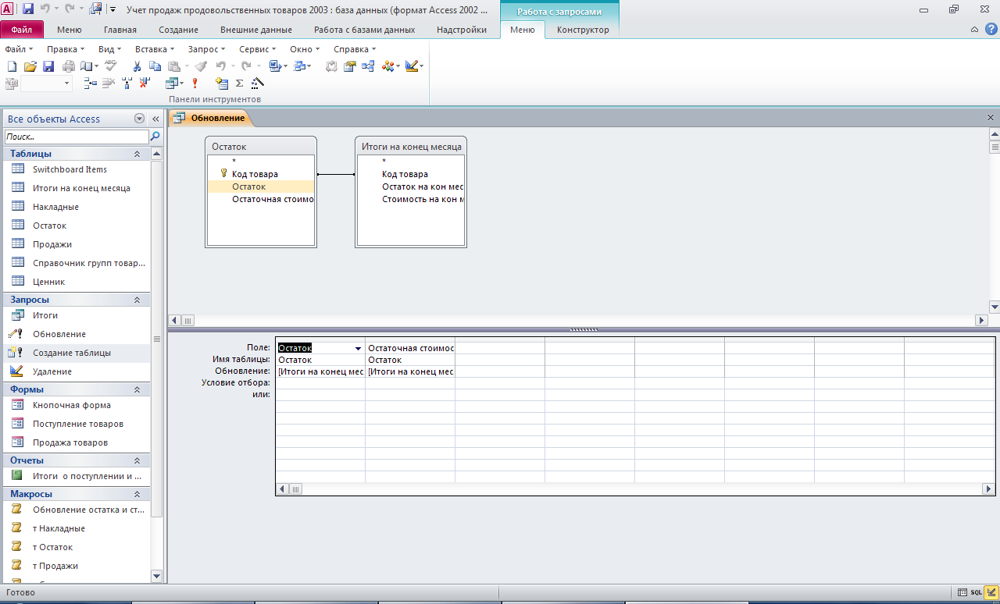 Учет продаж продовольственных товаров 2003 : база данных (формат Access 2002 ...
Работа с запросами
Файл Меню Главная Создание Внешние данные Работа с базами данных Надстройки Меню Конструктор
Файл Правка Вид Вставка Запрос Сервис Окно Справка
Панели инструментов
Все объекты Access
Поиск...
Таблицы
Switchboard Items
Итоги на конец месяца
Накладные
Остаток
Продажи
Справочник групп товар...
Ценник
Запросы
Итоги
Обновление
Создание таблицы
Удаление
Формы
Кнопочная форма
Поступление товаров
Продажа товаров
Отчеты
Итоги о поступлении и ...
Макросы
Обновление остатка и ст...
т Накладные
т Остаток
т Продажи
Обновление
Остаток
*
Код товара
Остаток
Остаточная стоимо
Итоги на конец месяца
*
Код товара
Остаток на кон мес
Стоимость на кон м
Поле: Остаток Остаточная стоимос
Имя таблицы: Остаток Остаток
Обновление: [Итоги на конец мес [Итоги на конец мес
Условие отбора:
или:
Готово
SQL